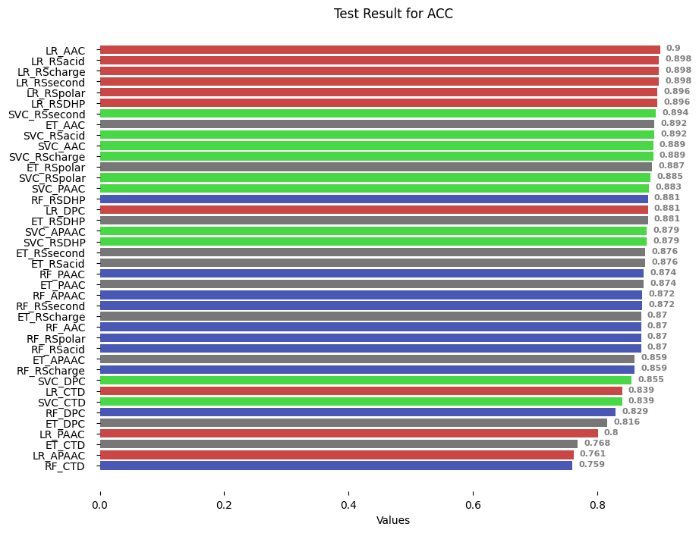 Test Result for ACC
LR_AAC 0.9
LR_RSacid 0.898
LR_RScharge 0.898
LR_RSsecond 0.898
LR_RSpolar 0.896
LR_RSDHP 0.896
SVC_RSsecond 0.894
ET_AAC 0.892
SVC_RSacid 0.892
SVC_AAC 0.889
SVC_RScharge 0.889
ET_RSpolar 0.887
SVC_RSpolar 0.885
SVC_PAAC 0.883
RF_RSDHP 0.881
LR_DPC 0.881
ET_RSDHP 0.881
SVC_APAAC 0.879
SVC_RSDHP 0.879
ET_RSsecond 0.876
ET_RSacid 0.876
RF_PAAC 0.874
ET_PAAC 0.874
RF_APAAC 0.872
RF_RSsecond 0.872
ET_RScharge 0.87
RF_AAC 0.87
RF_RSpolar 0.87
RF_RSacid 0.87
ET_APAAC 0.859
RF_RScharge 0.859
SVC_DPC 0.855
LR_CTD 0.839
SVC_CTD 0.839
RF_DPC 0.829
ET_DPC 0.816
LR_PAAC 0.8
ET_CTD 0.768
LR_APAAC 0.761
RF_CTD 0.759
0.0 0.2 0.4 0.6 0.8
Values